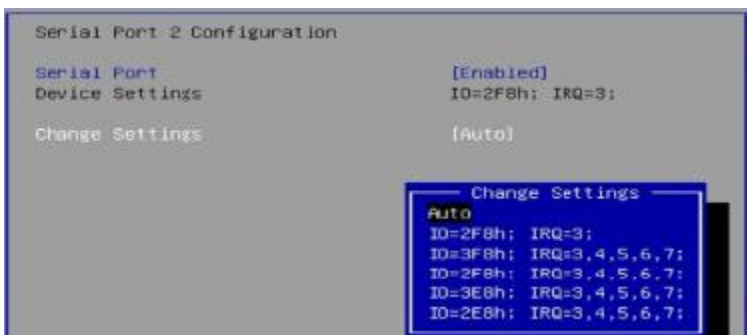 Serial Port 2 Configuration
Serial Port [Enabled]
Device Settings IO=2F8h; IRQ=3;
Change Settings [Auto]
Change Settings
Auto
IO=2F8h; IRQ=3;
IO=3F8h; IRQ=3,4,5,6,7;
IO=2F8h; IRQ=3,4,5,6,7;
IO=3E8h; IRQ=3,4,5,6,7;
IO=2E8h; IRQ=3,4,5,6,7;